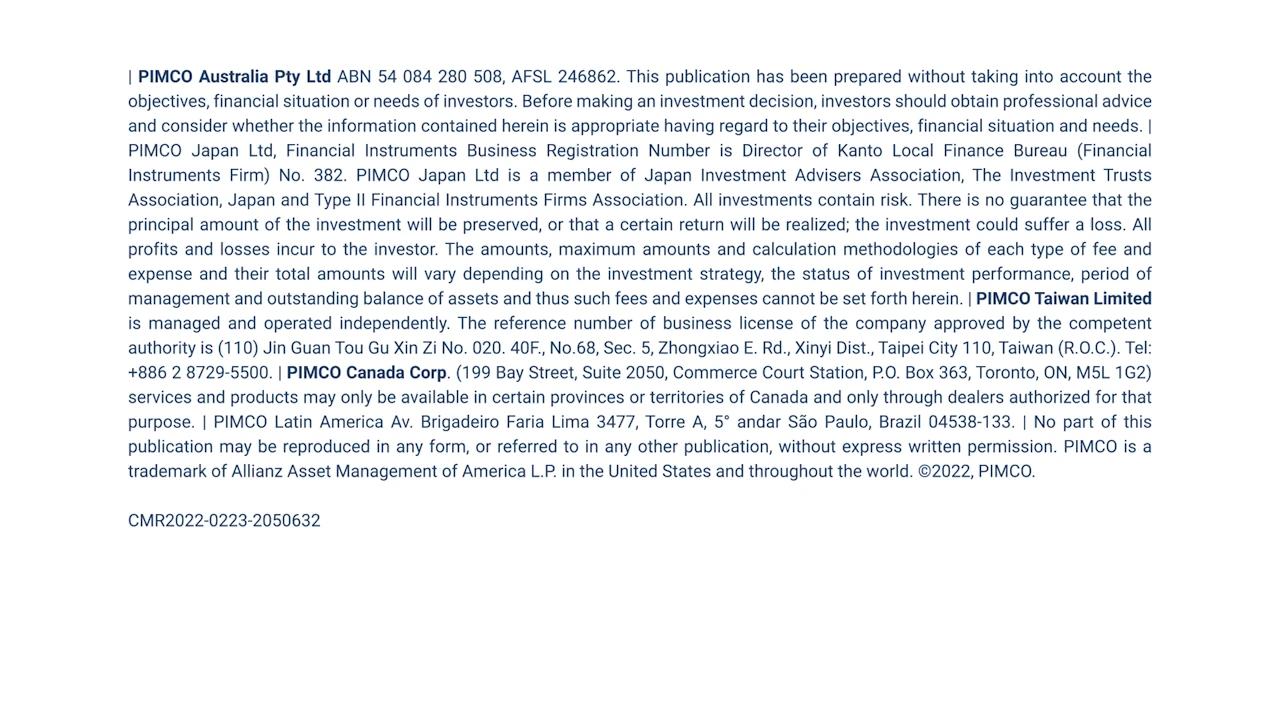 | PIMCO Australia Pty Ltd ABN 54 084 280 508, AFSL 246862. This publication has been prepared without taking into account the
objectives, financial situation or needs of investors. Before making an investment decision, investors should obtain professional advice
and consider whether the information contained herein is appropriate having regard to their objectives, financial situation and needs. |
PIMCO Japan Ltd, Financial Instruments Business Registration Number is Director of Kanto Local Finance Bureau (Financial
Instruments Firm) No. 382. PIMCO Japan Ltd is a member of Japan Investment Advisers Association, The Investment Trusts
Association, Japan and Type II Financial Instruments Firms Association. All investments contain risk. There is no guarantee that the
principal amount of the investment will be preserved, or that a certain return will be realized; the investment could suffer a loss. All
profits and losses incur to the investor. The amounts, maximum amounts and calculation methodologies of each type of fee and
expense and their total amounts will vary depending on the investment strategy, the status of investment performance, period of
management and outstanding balance of assets and thus such fees and expenses cannot be set forth herein. | PIMCO Taiwan Limited
is managed and operated independently. The reference number of business license of the company approved by the competent
authority is (110) Jin Guan Tou Gu Xin Zi No. 020. 40F., No.68, Sec. 5, Zhongxiao E. Rd., Xinyi Dist., Taipei City 110, Taiwan (R.O.C.). Tel:
+886 2 8729-5500. | PIMCO Canada Corp. (199 Bay Street, Suite 2050, Commerce Court Station, P.O. Box 363, Toronto, ON, M5L 1G2)
services and products may only be available in certain provinces or territories of Canada and only through dealers authorized for that
purpose. | PIMCO Latin America Av. Brigadeiro Faria Lima 3477, Torre A, 5° andar São Paulo, Brazil 04538-133. | No part of this
publication may be reproduced in any form, or referred to in any other publication, without express written permission. PIMCO is a
trademark of Allianz Asset Management of America L.P. in the United States and throughout the world. ©2022, PIMCO.
CMR2022-0223-2050632